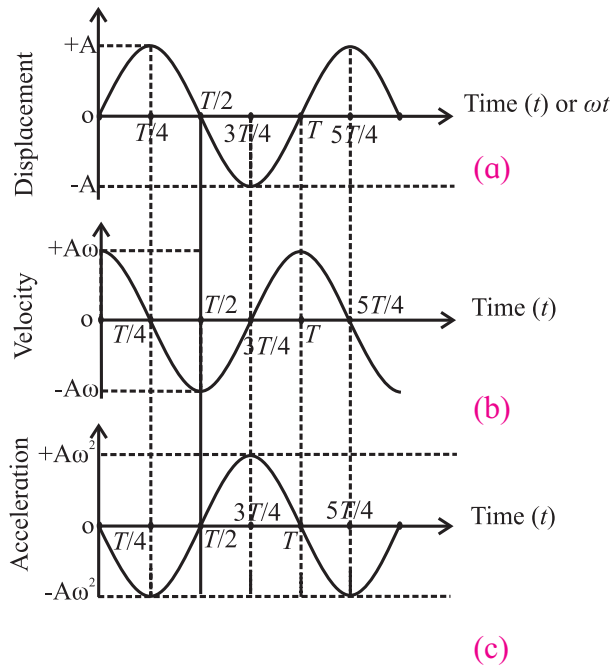 Displacement
+A
T/2
o
T/4
3T/4
T
5T/4
Time (t) or ωt
-A
(a)
Velocity
+Aω
T/2
5T/4
o
T/4
3T/4
T
Time (t)
-Aω
(b)
Acceleration
+Aω²
3T/4
5T/4
o
T/4
T/2
T
Time (t)
-Aω²
(c)